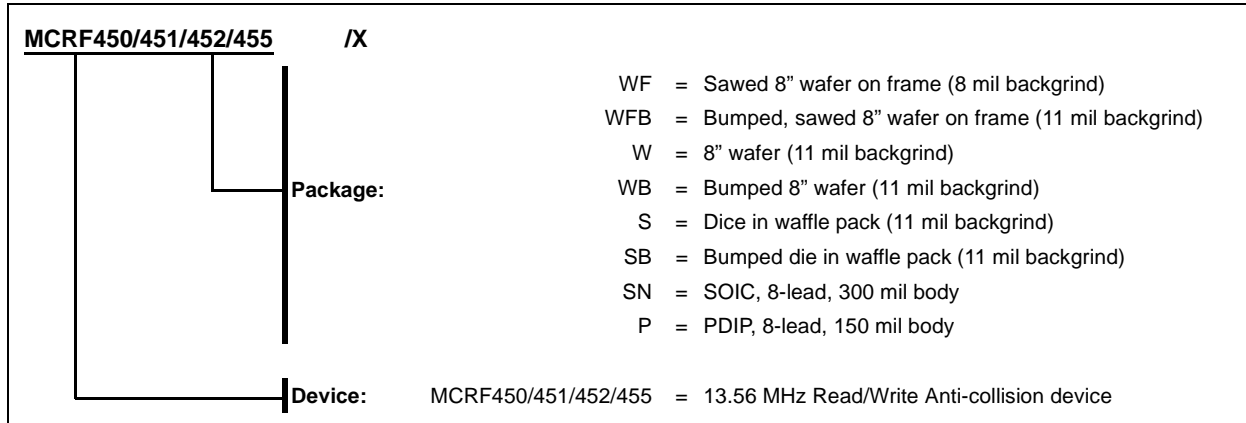 MCRF450/451/452/455 /X
WF = Sawed 8” wafer on frame (8 mil backgrind)
WFB = Bumped, sawed 8” wafer on frame (11 mil backgrind)
W = 8” wafer (11 mil backgrind)
Package: WB = Bumped 8” wafer (11 mil backgrind)
S = Dice in waffle pack (11 mil backgrind)
SB = Bumped die in waffle pack (11 mil backgrind)
SN = SOIC, 8-lead, 300 mil body
P = PDIP, 8-lead, 150 mil body
Device: MCRF450/451/452/455 = 13.56 MHz Read/Write Anti-collision device